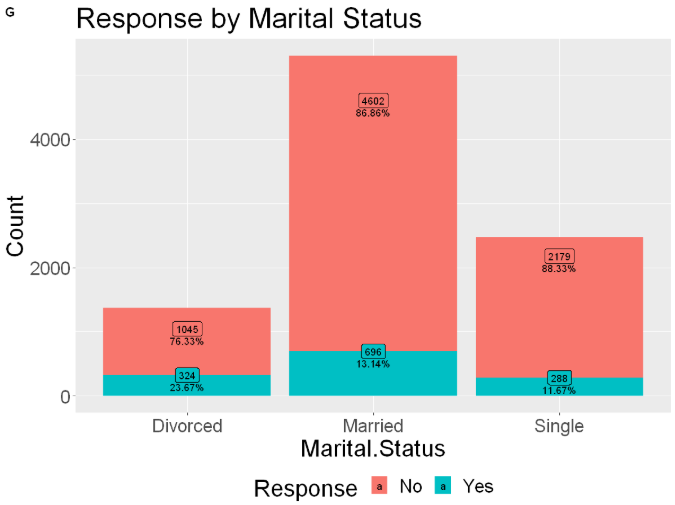 G
Response by Marital Status
4602
86.86%
4000
Count
2179
88.33%
2000
1045
76.33%
696
13.14%
324
23.67%
288
11.67%
0
Divorced Married Single
Marital.Status
Response a No a Yes